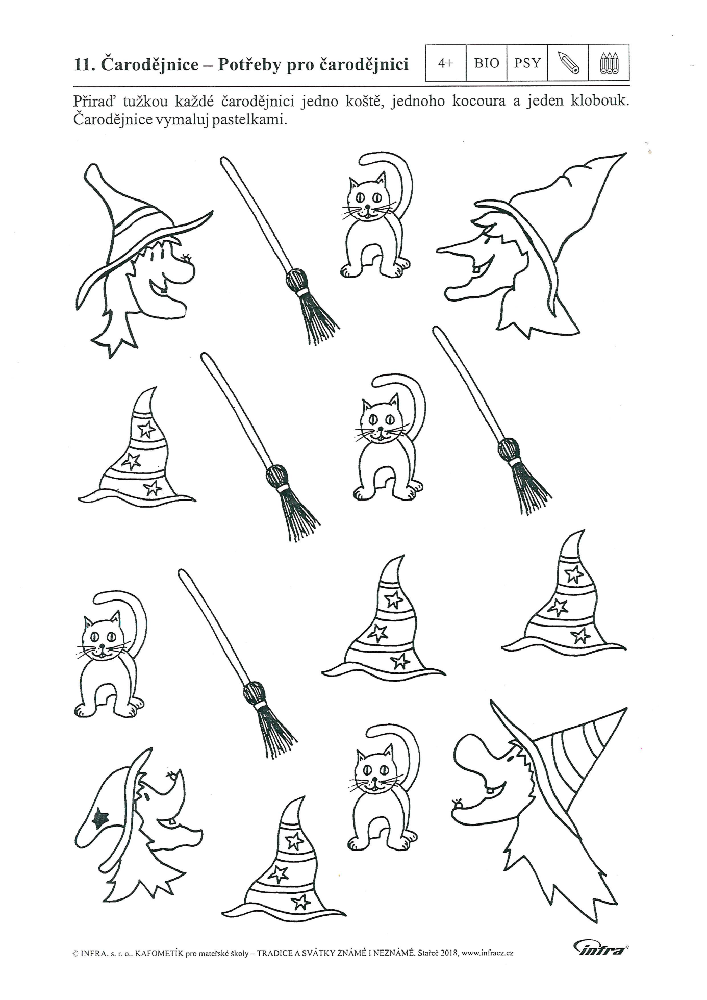 11. Čarodějnice – Potřeby pro čarodějnici
4+ BIO PSY
Přiraď tužkou každé čarodějnici jedno koště, jednoho kocoura a jeden klobouk.
Čarodějnice vymaluj pastelkami.
© INFRA, s. r. o., KAFOMETÍK pro mateřské školy – TRADICE A SVÁTKY ZNÁMÉ I NEZNÁMÉ. Stařeč 2018, www.infracz.cz
infra®